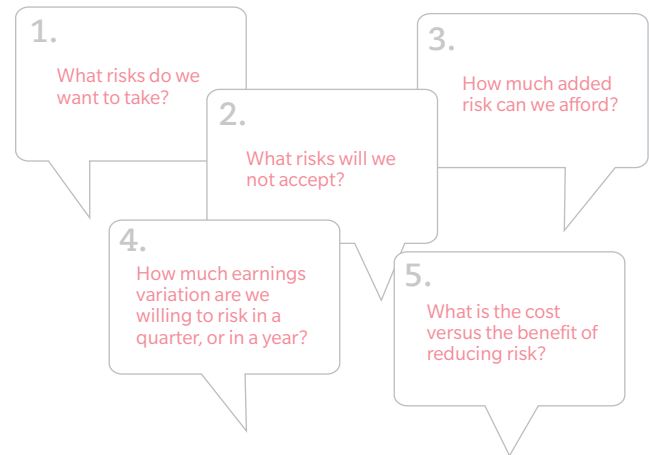 1.
What risks do we
want to take?
2.
What risks will we
not accept?
3.
How much added
risk can we afford?
4.
How much earnings
variation are we
willing to risk in a
quarter, or in a year?
5.
What is the cost
versus the benefit of
reducing risk?